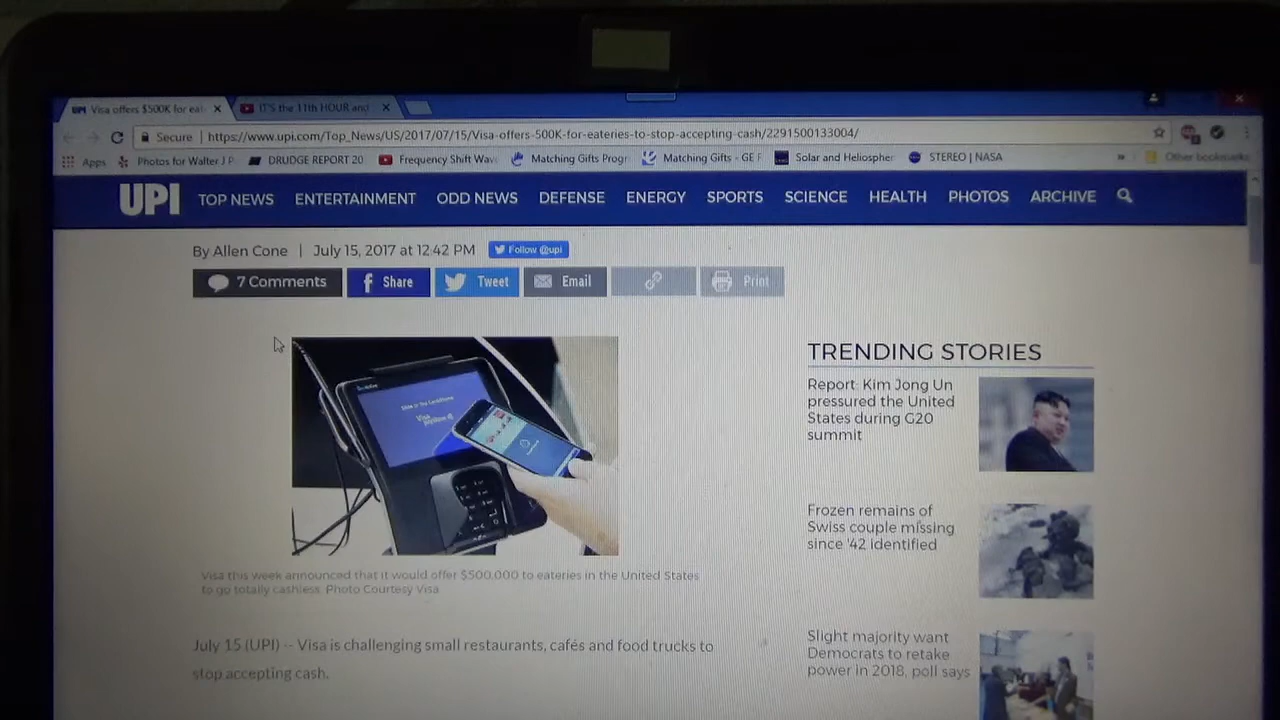 UPI Visa offers $500K for eat
IT'S the 11th HOUR and
Secure | https://www.upi.com/Top_News/US/2017/07/15/Visa-offers-500K-for-eateries-to-stop-accepting-cash/2291500133004/
Apps Photos for Walter J P DRUDGE REPORT 20 Frequency Shift Wave Matching Gifts Progr Matching Gifts - GE F Solar and Heliospher STEREO | NASA » Other bookmarks
UPI TOP NEWS ENTERTAINMENT ODD NEWS DEFENSE ENERGY SPORTS SCIENCE HEALTH PHOTOS ARCHIVE
By Allen Cone | July 15, 2017 at 12:42 PM Follow @upi
7 Comments Share Tweet Email Print
Visa
Visa this week announced that it would offer $500,000 to eateries in the United States
to go totally cashless. Photo Courtesy Visa
July 15 (UPI) -- Visa is challenging small restaurants, cafés and food trucks to
stop accepting cash.
TRENDING STORIES
Report: Kim Jong Un
pressured the United
States during G20
summit
Frozen remains of
Swiss couple missing
since '42 identified
Slight majority want
Democrats to retake
power in 2018, poll says